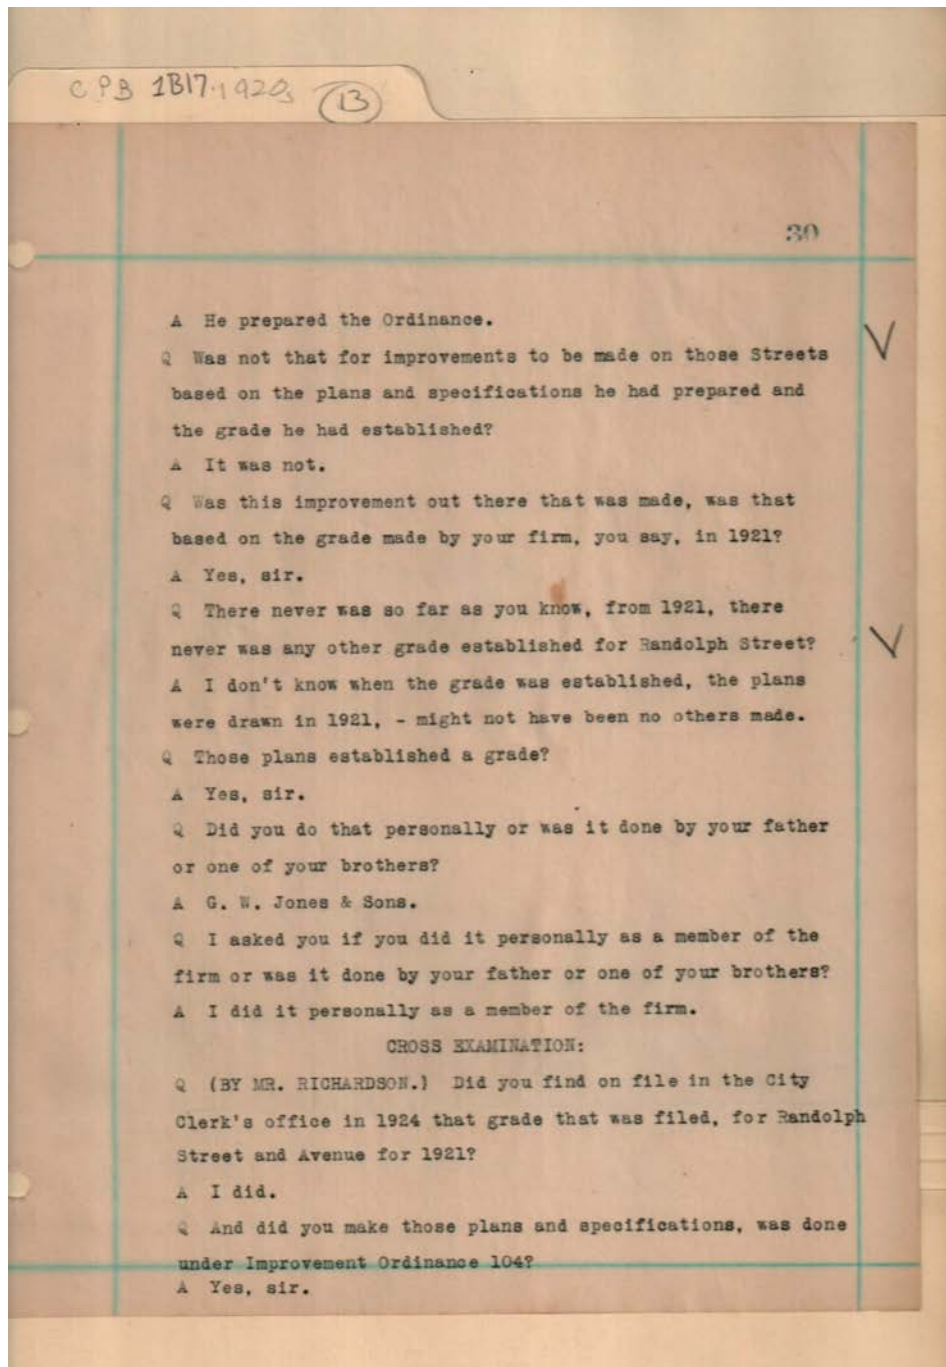 CPB 1B17.1920s 13
30
A He prepared the Ordinance.
Q Was not that for improvements to be made on those Streets
based on the plans and specifications he had prepared and
the grade he had established?
A It was not.
Q Was this improvement out there that was made, was that
based on the grade made by your firm, you say, in 1921?
A Yes, sir.
Q There never was so far as you know, from 1921, there
never was any other grade established for Randolph Street?
A I don't know when the grade was established, the plans
were drawn in 1921, - might not have been no others made.
Q Those plans established a grade?
A Yes, sir.
Q Did you do that personally or was it done by your father
or one of your brothers?
A G. W. Jones & Sons.
Q I asked you if you did it personally as a member of the
firm or was it done by your father or one of your brothers?
A I did it personally as a member of the firm.
CROSS EXAMINATION:
Q (BY MR. RICHARDSON.) Did you find on file in the City
Clerk's office in 1924 that grade that was filed, for Randolph
Street and Avenue for 1921?
A I did.
Q And did you make those plans and specifications, was done
under Improvement Ordinance 104?
A Yes, sir.